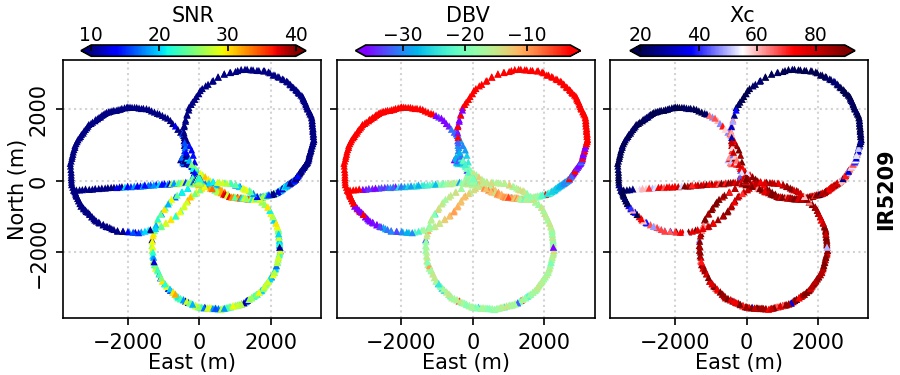 SNR DBV Xc
10 20 30 40 −30 −20 −10 20 40 60 80
2000
0
−2000
North (m)
−2000 0 2000 −2000 0 2000 −2000 0 2000
East (m) East (m) East (m)
IR5209